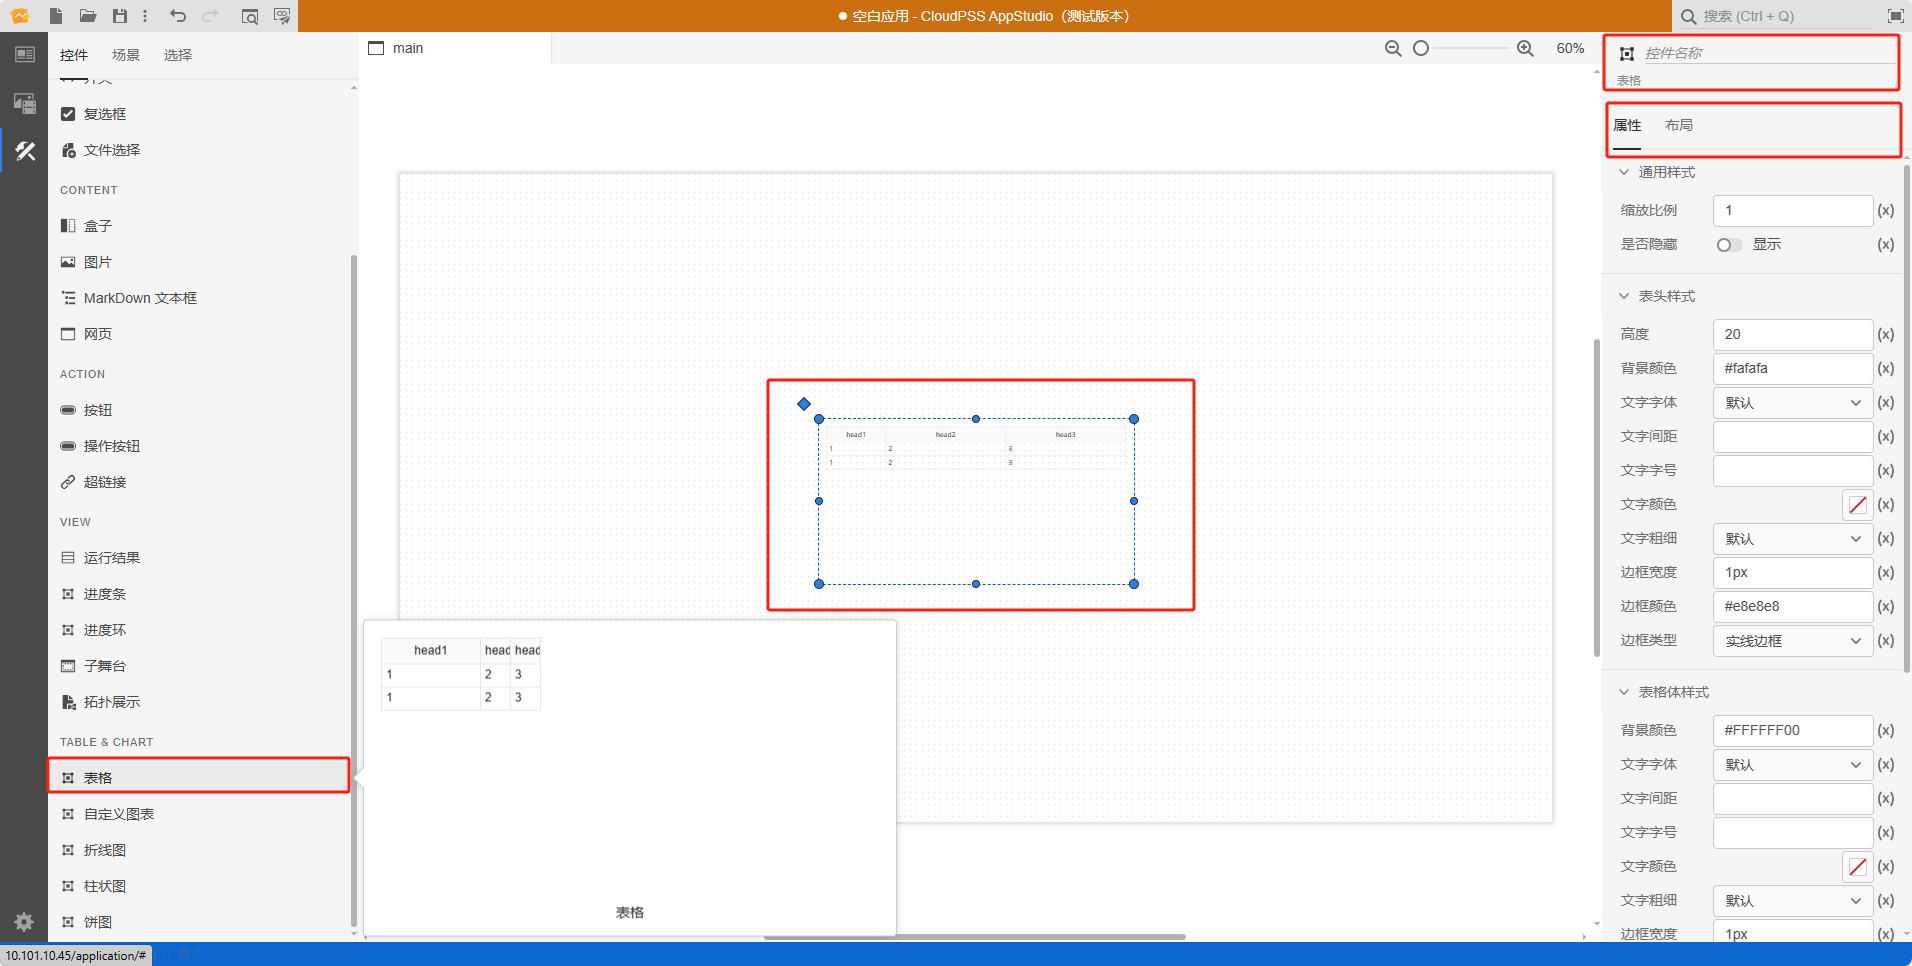 空白应用 - CloudPSS AppStudio（测试版本）
搜索 (Ctrl + Q)
控件
场景
选择
复选框
文件选择
CONTENT
盒子
图片
MarkDown 文本框
网页
ACTION
按钮
操作按钮
超链接
VIEW
运行结果
进度条
进度环
子舞台
拓扑展示
TABLE & CHART
表格
自定义图表
折线图
柱状图
饼图
10.101.10.45/application/#
main
60%
head1 head2 head3
1 2 3
1 2 3
head1 head head
1 2 3
1 2 3
表格
控件名称
表格
属性
布局
通用样式
缩放比例 1 (x)
是否隐藏 显示 (x)
表头样式
高度 20 (x)
背景颜色 #fafafa (x)
文字字体 默认 (x)
文字间距 (x)
文字字号 (x)
文字颜色 (x)
文字粗细 默认 (x)
边框宽度 1px (x)
边框颜色 #e8e8e8 (x)
边框类型 实线边框 (x)
表格体样式
背景颜色 #FFFFFF00 (x)
文字字体 默认 (x)
文字间距 (x)
文字字号 (x)
文字颜色 (x)
文字粗细 默认 (x)
边框宽度 1px (x)